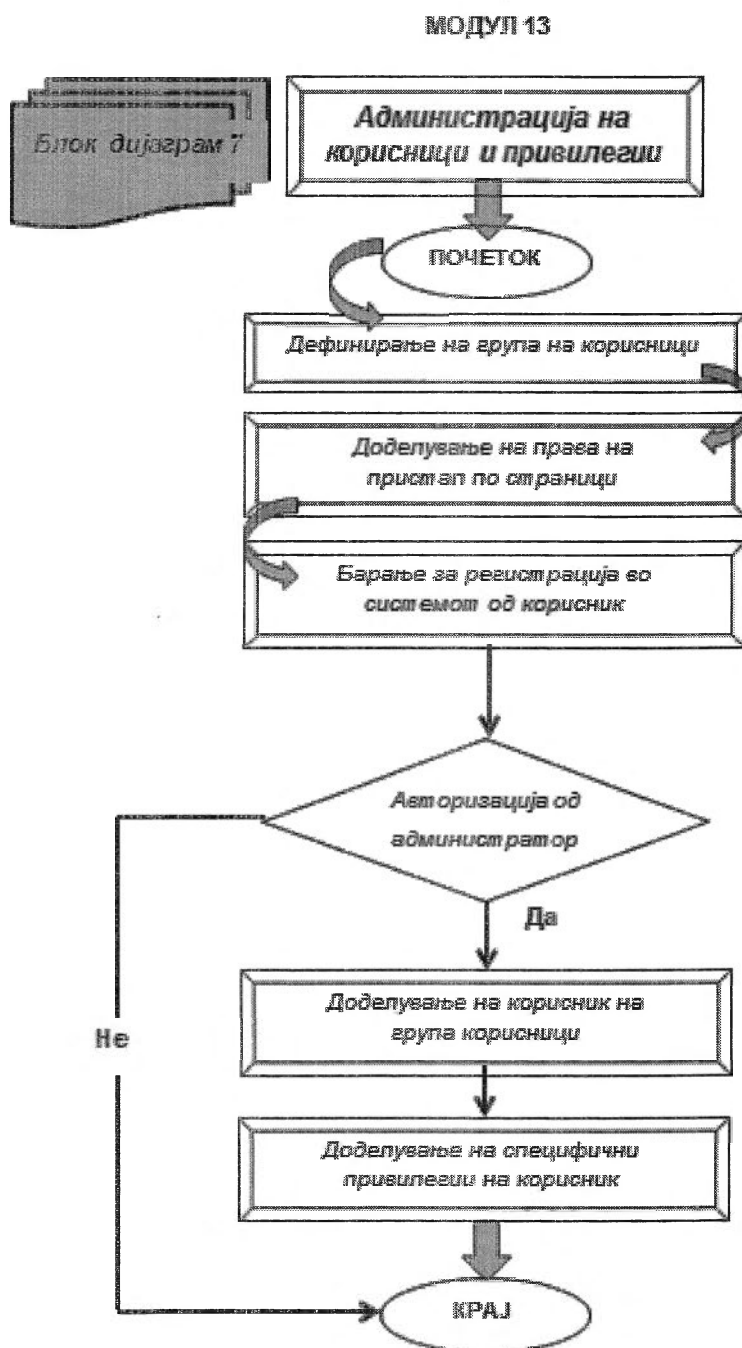 МОДУЛ 13
Блок дијаграм 7
Администрација на
корисници и привилегии
ПОЧЕТОК
Дефинирање на група на корисници
Доделување на права на
пристап по страници
Барање за регистрација во
системот од корисник
Авторизација од
администратор
Да
Не
Доделување на корисник на
група корисници
Доделување на специфични
привилегии на корисник
КРАЈ